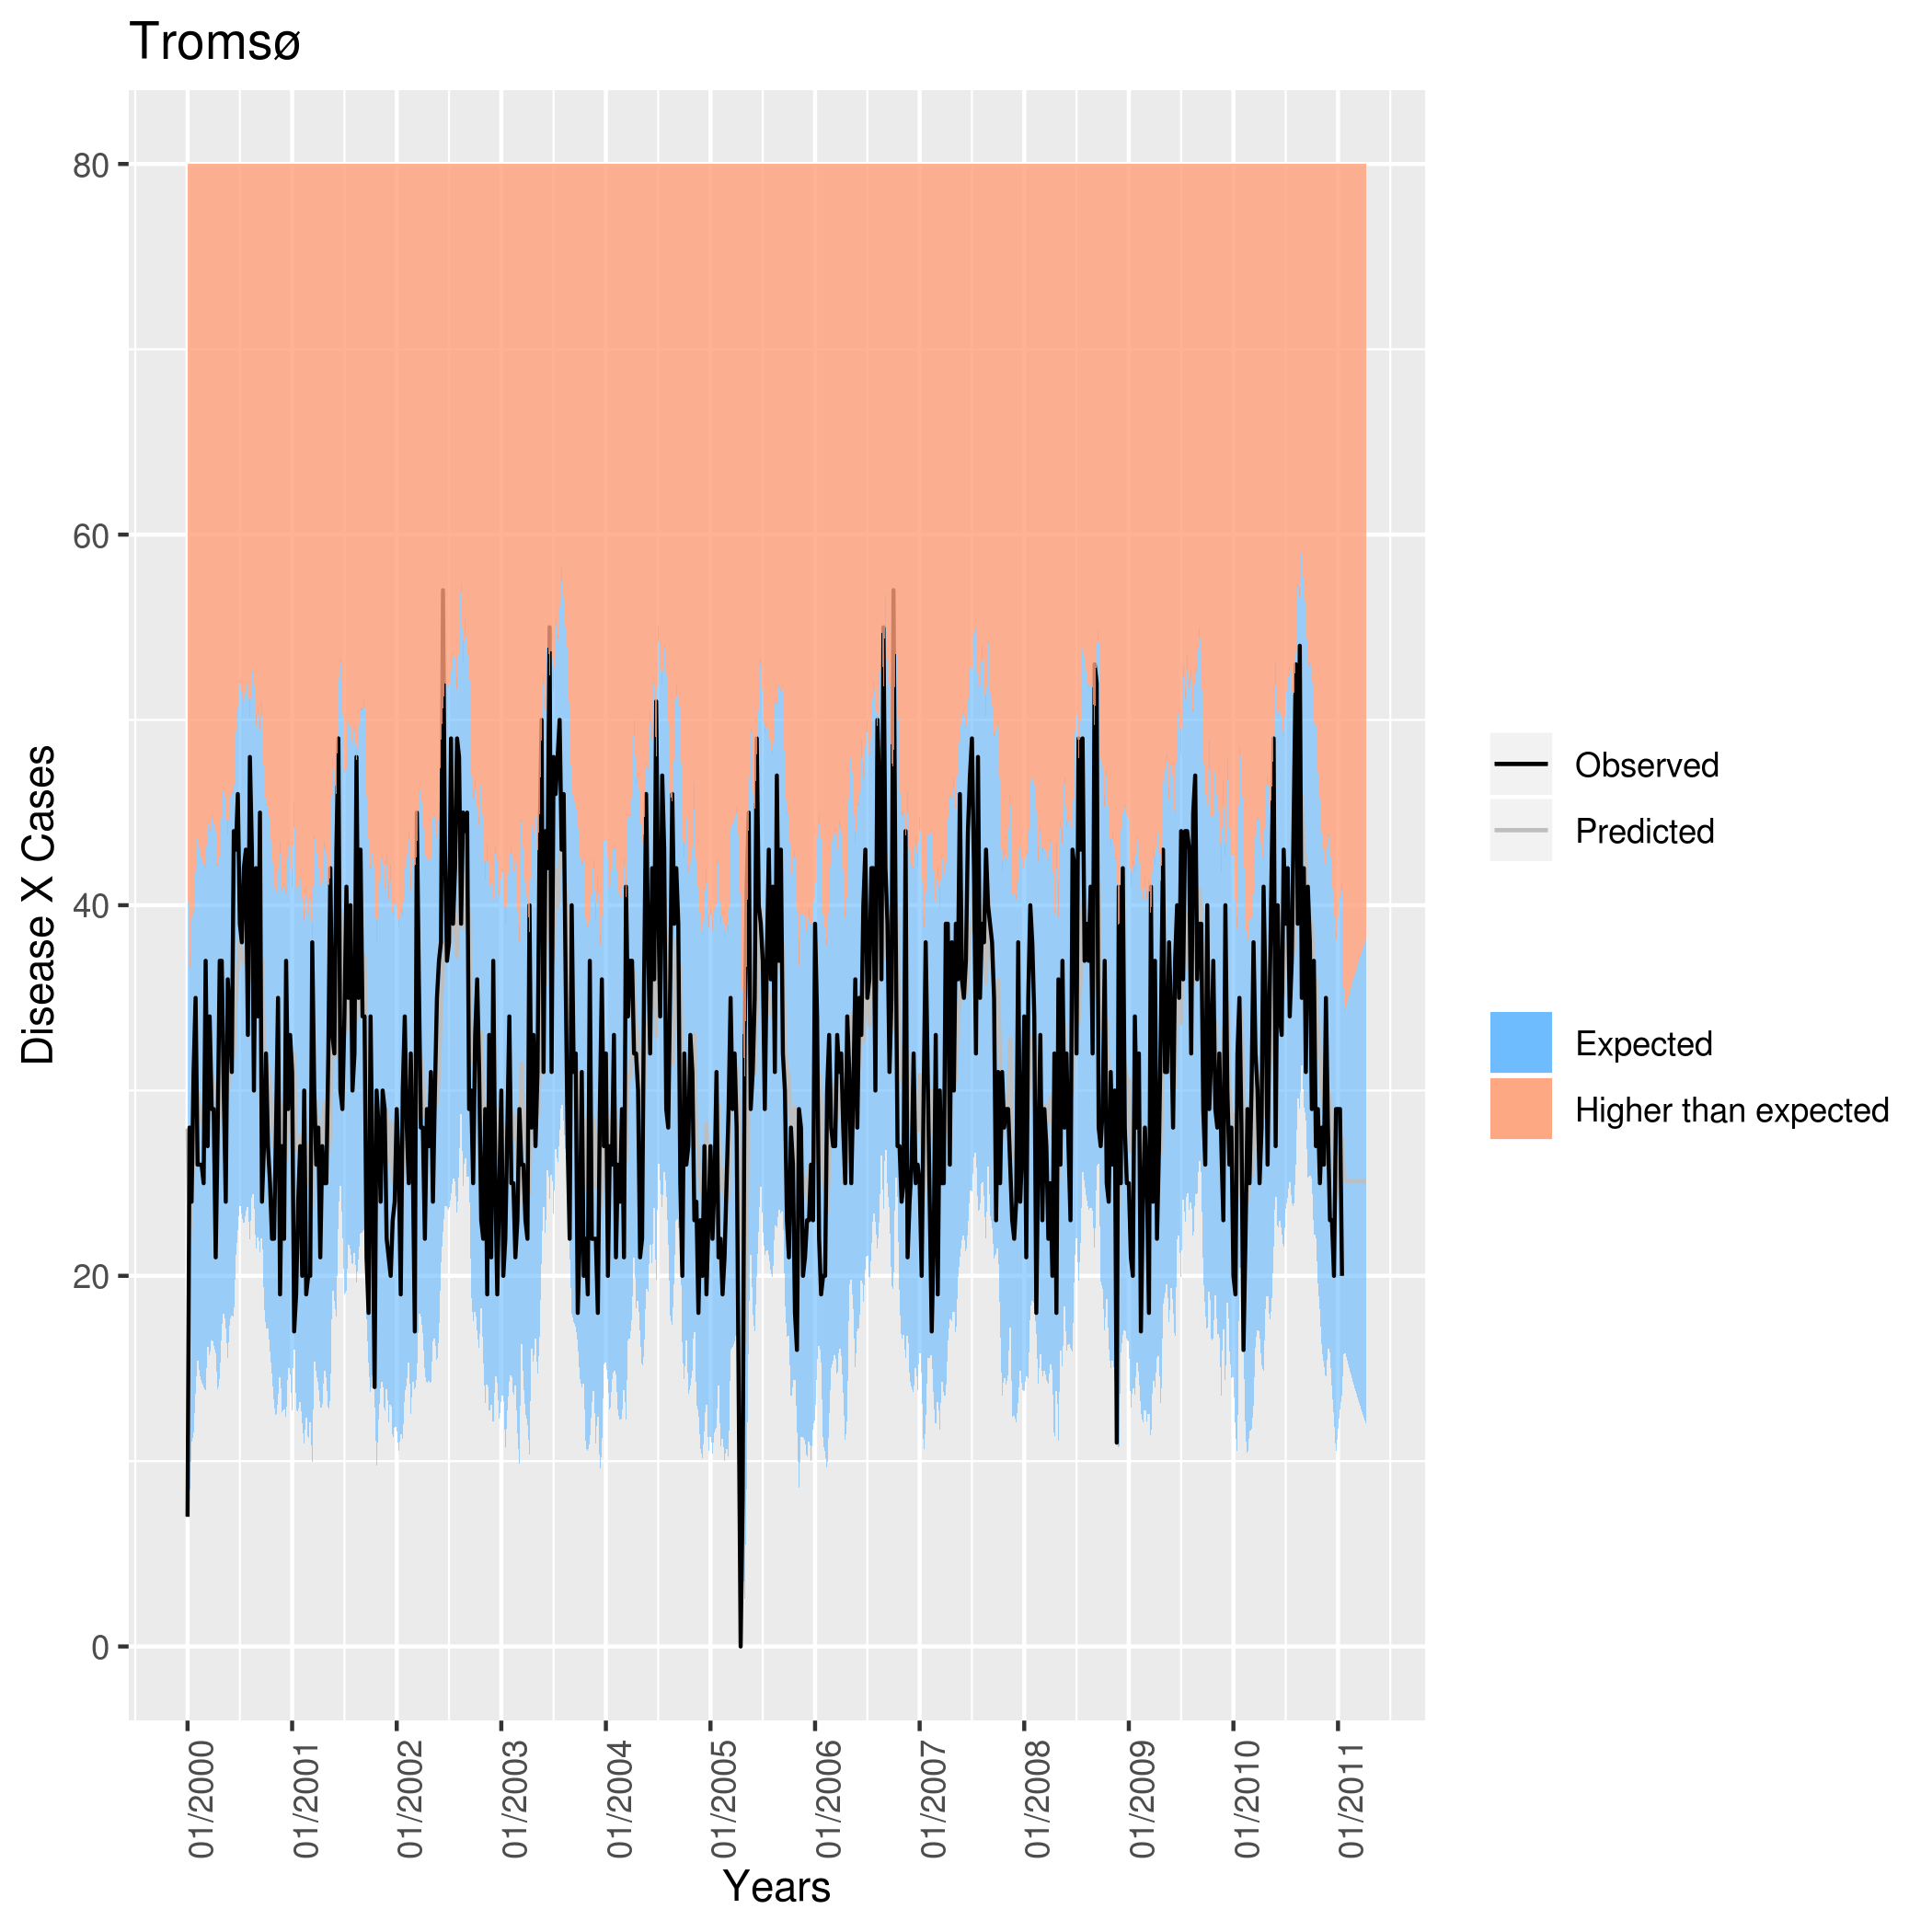 Tromsø
80
60
40
20
0
Disease X Cases
01/2000
01/2001
01/2002
01/2003
01/2004
01/2005
01/2006
01/2007
01/2008
01/2009
01/2010
01/2011
Years
Observed
Predicted
Expected
Higher than expected